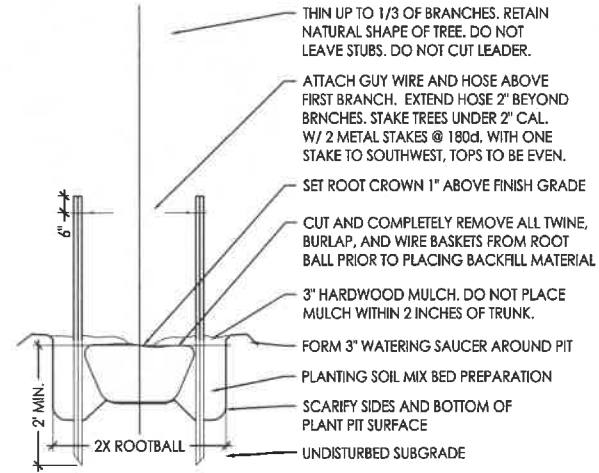 THIN UP TO 1/3 OF BRANCHES. RETAIN
NATURAL SHAPE OF TREE. DO NOT
LEAVE STUBS. DO NOT CUT LEADER.
ATTACH GUY WIRE AND HOSE ABOVE
FIRST BRANCH. EXTEND HOSE 2" BEYOND
BRNCHES. STAKE TREES UNDER 2" CAL.
W/ 2 METAL STAKES @ 180d, WITH ONE
STAKE TO SOUTHWEST, TOPS TO BE EVEN.
SET ROOT CROWN 1" ABOVE FINISH GRADE
6"
CUT AND COMPLETELY REMOVE ALL TWINE,
BURLAP, AND WIRE BASKETS FROM ROOT
BALL PRIOR TO PLACING BACKFILL MATERIAL
3" HARDWOOD MULCH. DO NOT PLACE
MULCH WITHIN 2 INCHES OF TRUNK.
FORM 3" WATERING SAUCER AROUND PIT
PLANTING SOIL MIX BED PREPARATION
2' MIN.
SCARIFY SIDES AND BOTTOM OF
PLANT PIT SURFACE
2X ROOTBALL
UNDISTURBED SUBGRADE